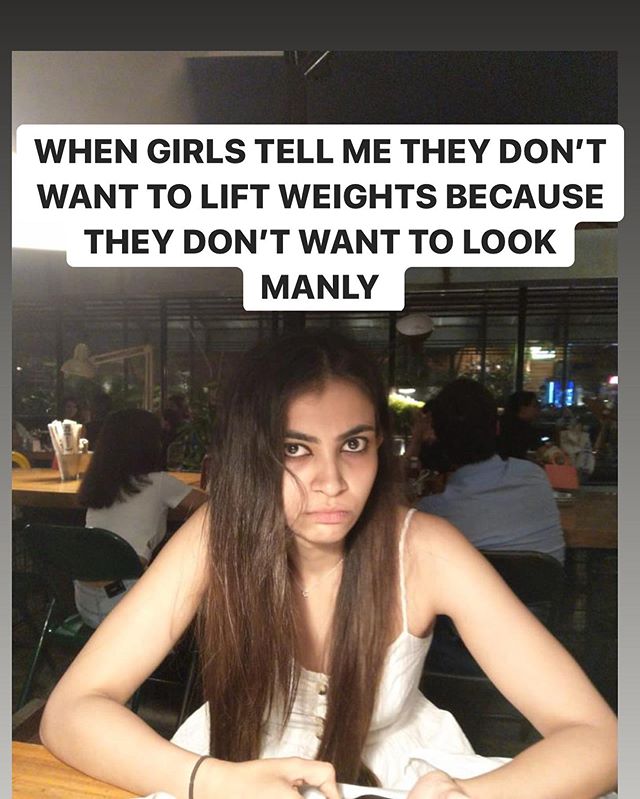 WHEN GIRLS TELL ME THEY DON’T
WANT TO LIFT WEIGHTS BECAUSE
THEY DON’T WANT TO LOOK
MANLY